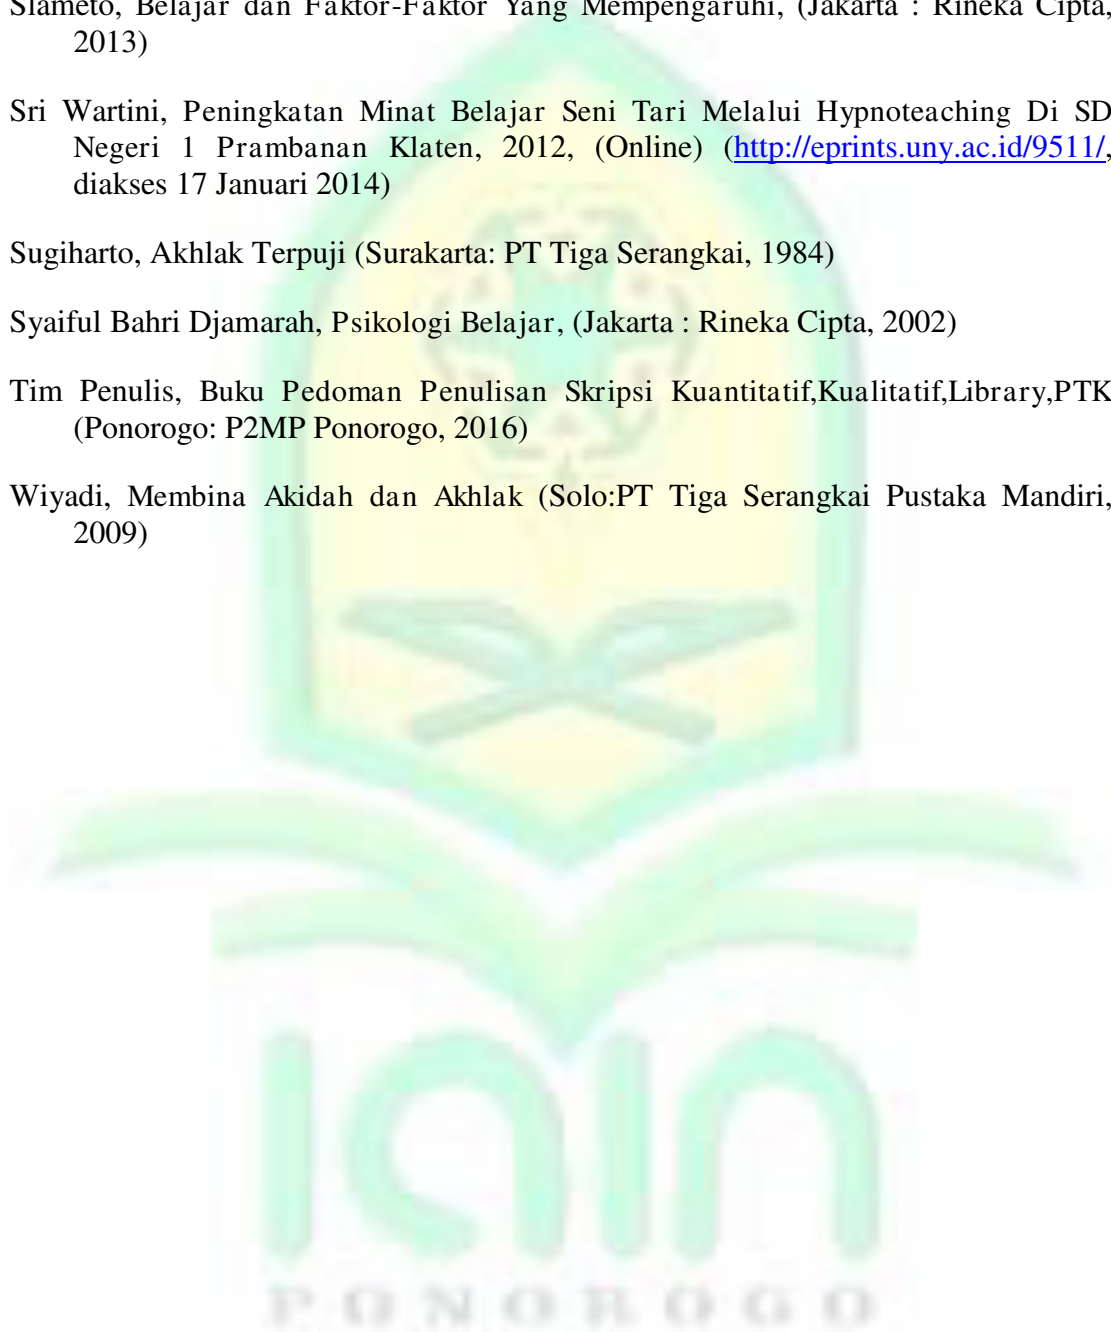 Slameto, Belajar dan Faktor-Faktor Yang Mempengaruhi, (Jakarta : Rineka Cipta,
2013)
Sri Wartini, Peningkatan Minat Belajar Seni Tari Melalui Hypnoteaching Di SD
Negeri 1 Prambanan Klaten, 2012, (Online) (http://eprints.uny.ac.id/9511/,
diakses 17 Januari 2014)
Sugiharto, Akhlak Terpuji (Surakarta: PT Tiga Serangkai, 1984)
Syaiful Bahri Djamarah, Psikologi Belajar, (Jakarta : Rineka Cipta, 2002)
Tim Penulis, Buku Pedoman Penulisan Skripsi Kuantitatif,Kualitatif,Library,PTK
(Ponorogo: P2MP Ponorogo, 2016)
Wiyadi, Membina Akidah dan Akhlak (Solo:PT Tiga Serangkai Pustaka Mandiri,
2009)
iain
PONOROGO